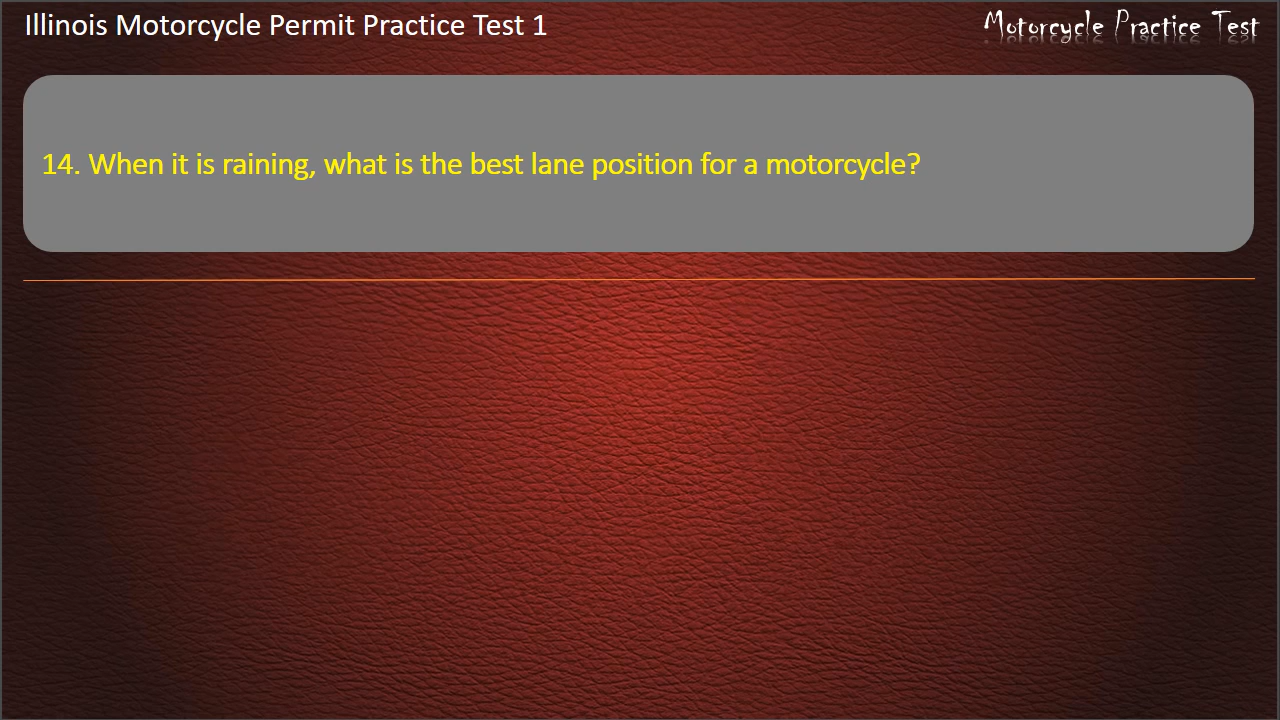 Illinois Motorcycle Permit Practice Test 1
Motorcycle Practice Test
14. When it is raining, what is the best lane position for a motorcycle?